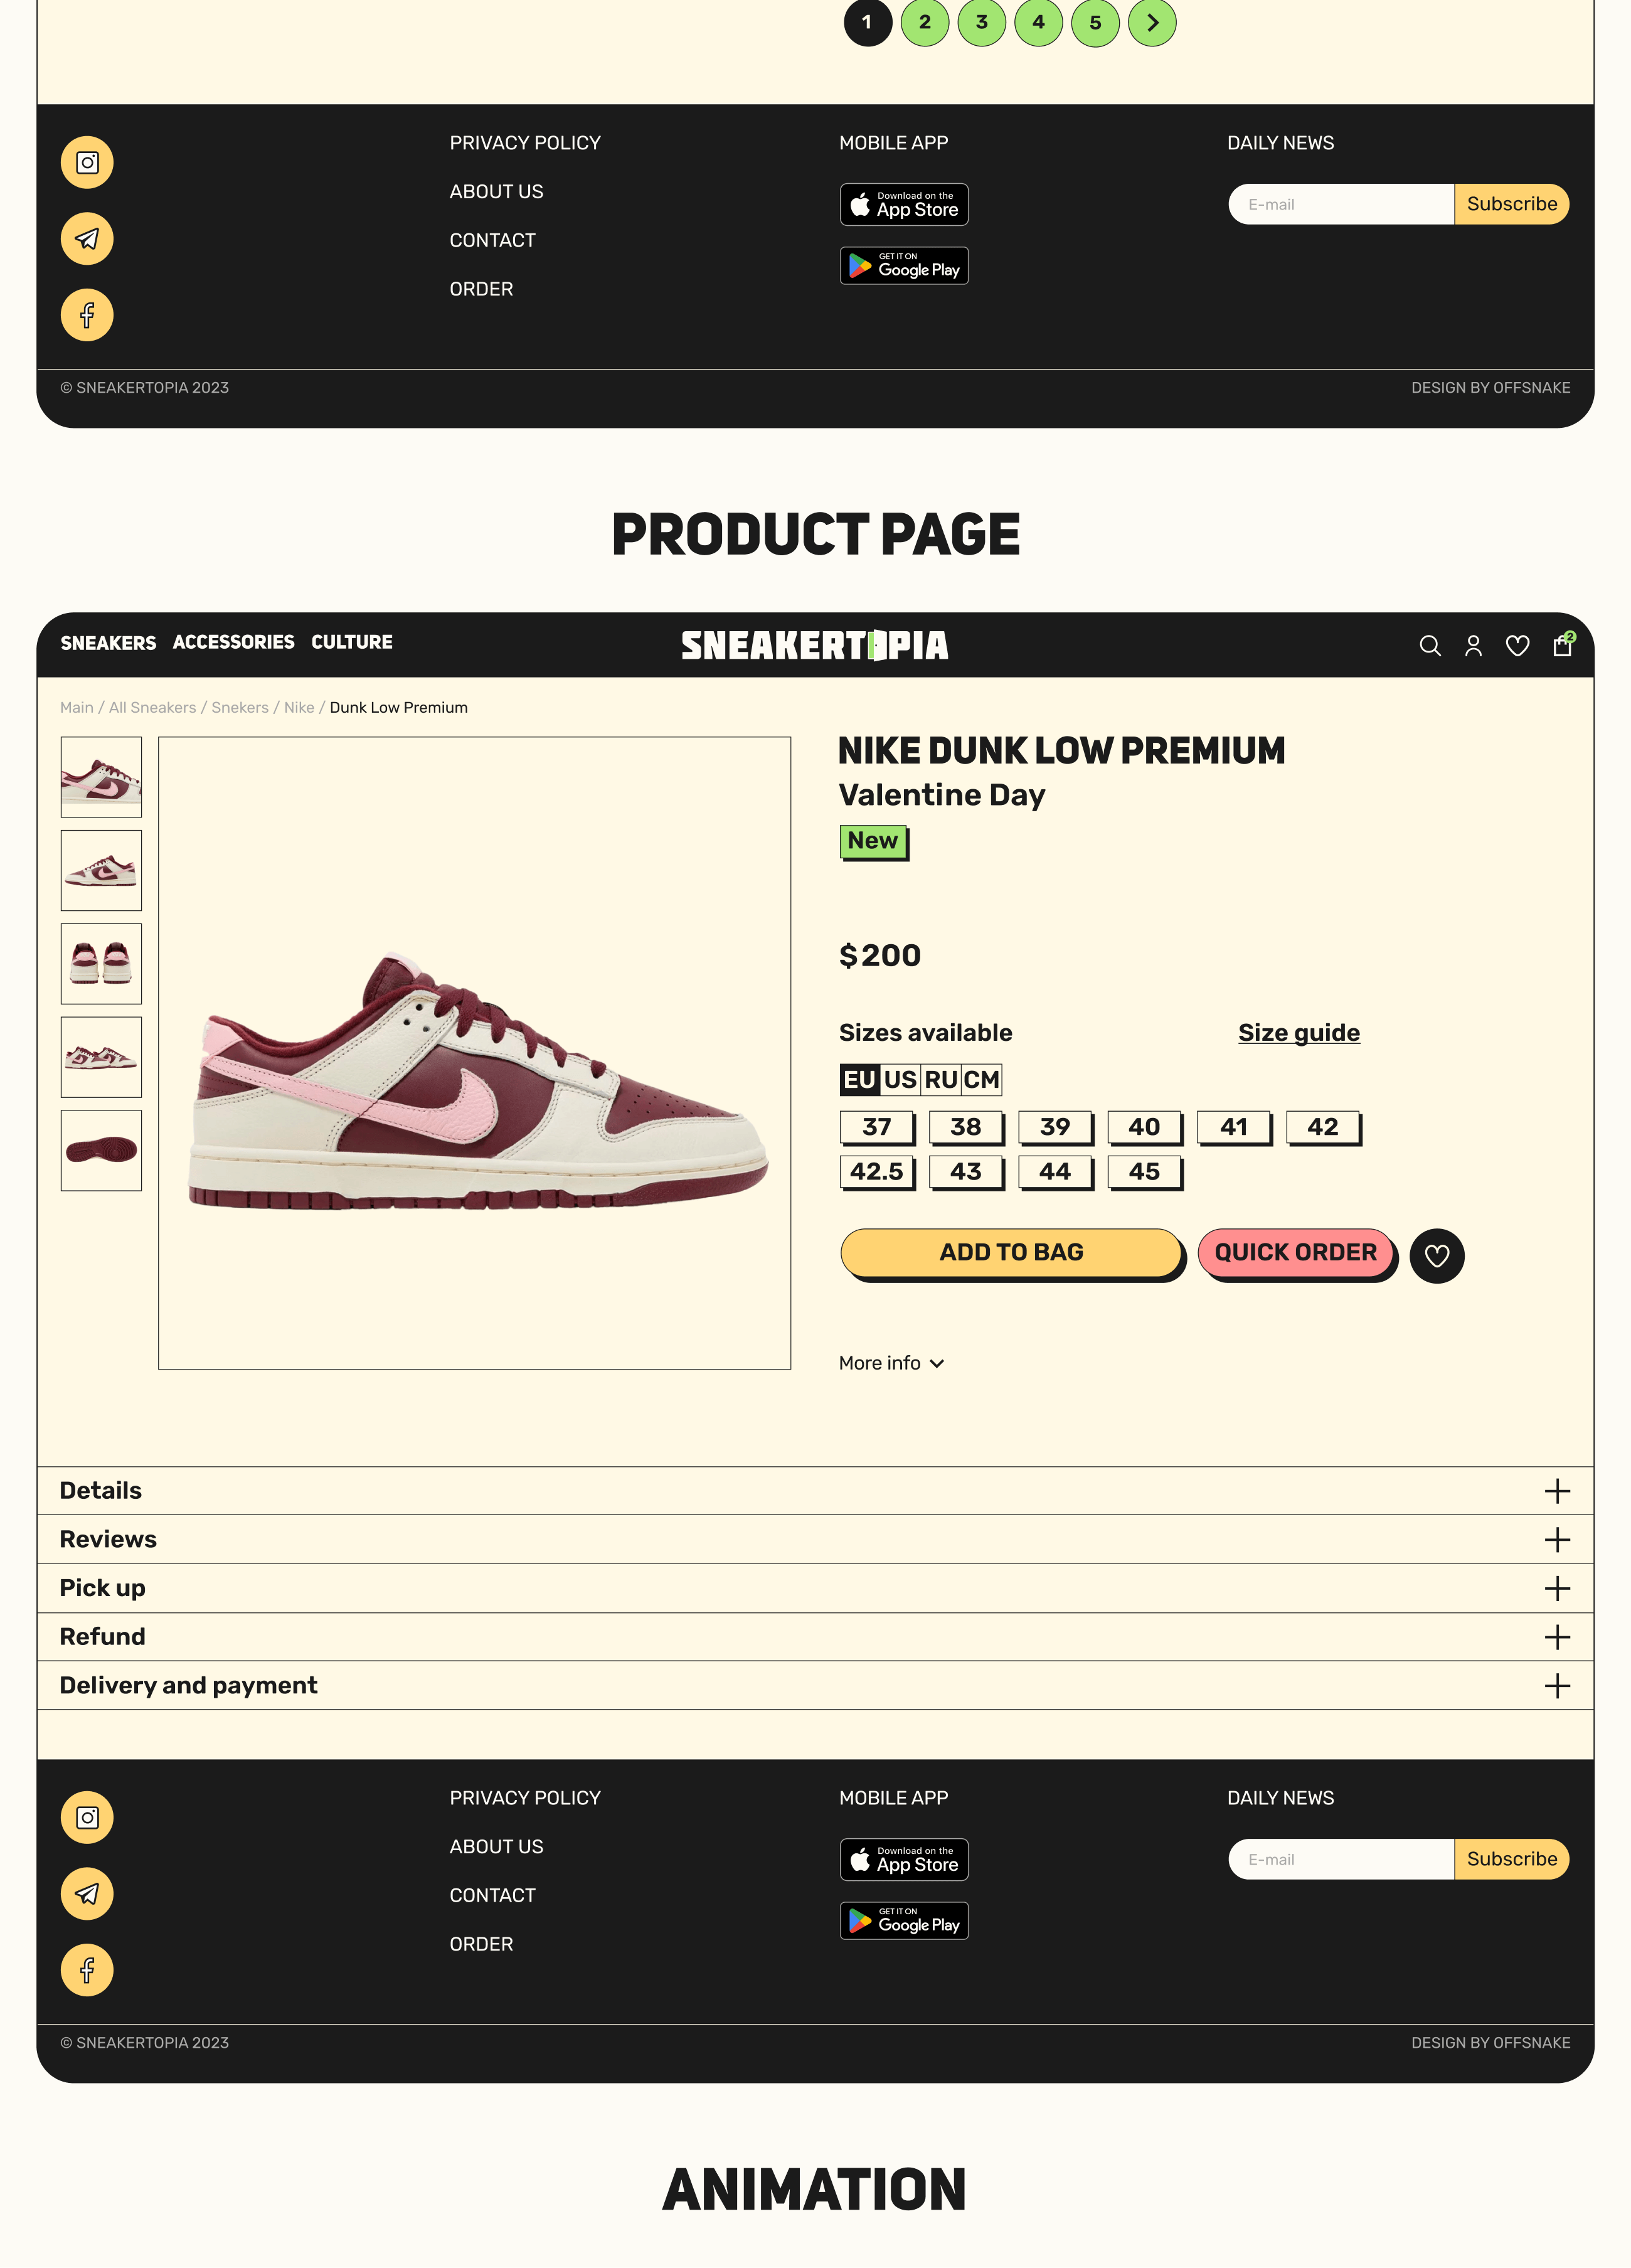 1 2 3 4 5
PRIVACY POLICY
ABOUT US
CONTACT
ORDER
MOBILE APP
Download on the
App Store
GET IT ON
Google Play
DAILY NEWS
E-mail Subscribe
© SNEAKERTOPIA 2023 DESIGN BY OFFSNAKE
PRODUCT PAGE
SNEAKERS ACCESSORIES CULTURE SNEAKERTOPIA 2
Main / All Sneakers / Snekers / Nike / Dunk Low Premium
NIKE DUNK LOW PREMIUM
Valentine Day
New
$200
Sizes available Size guide
EU US RU CM
37 38 39 40 41 42
42.5 43 44 45
ADD TO BAG QUICK ORDER
More info
Details
Reviews
Pick up
Refund
Delivery and payment
PRIVACY POLICY
ABOUT US
CONTACT
ORDER
MOBILE APP
Download on the
App Store
GET IT ON
Google Play
DAILY NEWS
E-mail Subscribe
© SNEAKERTOPIA 2023 DESIGN BY OFFSNAKE
ANIMATION